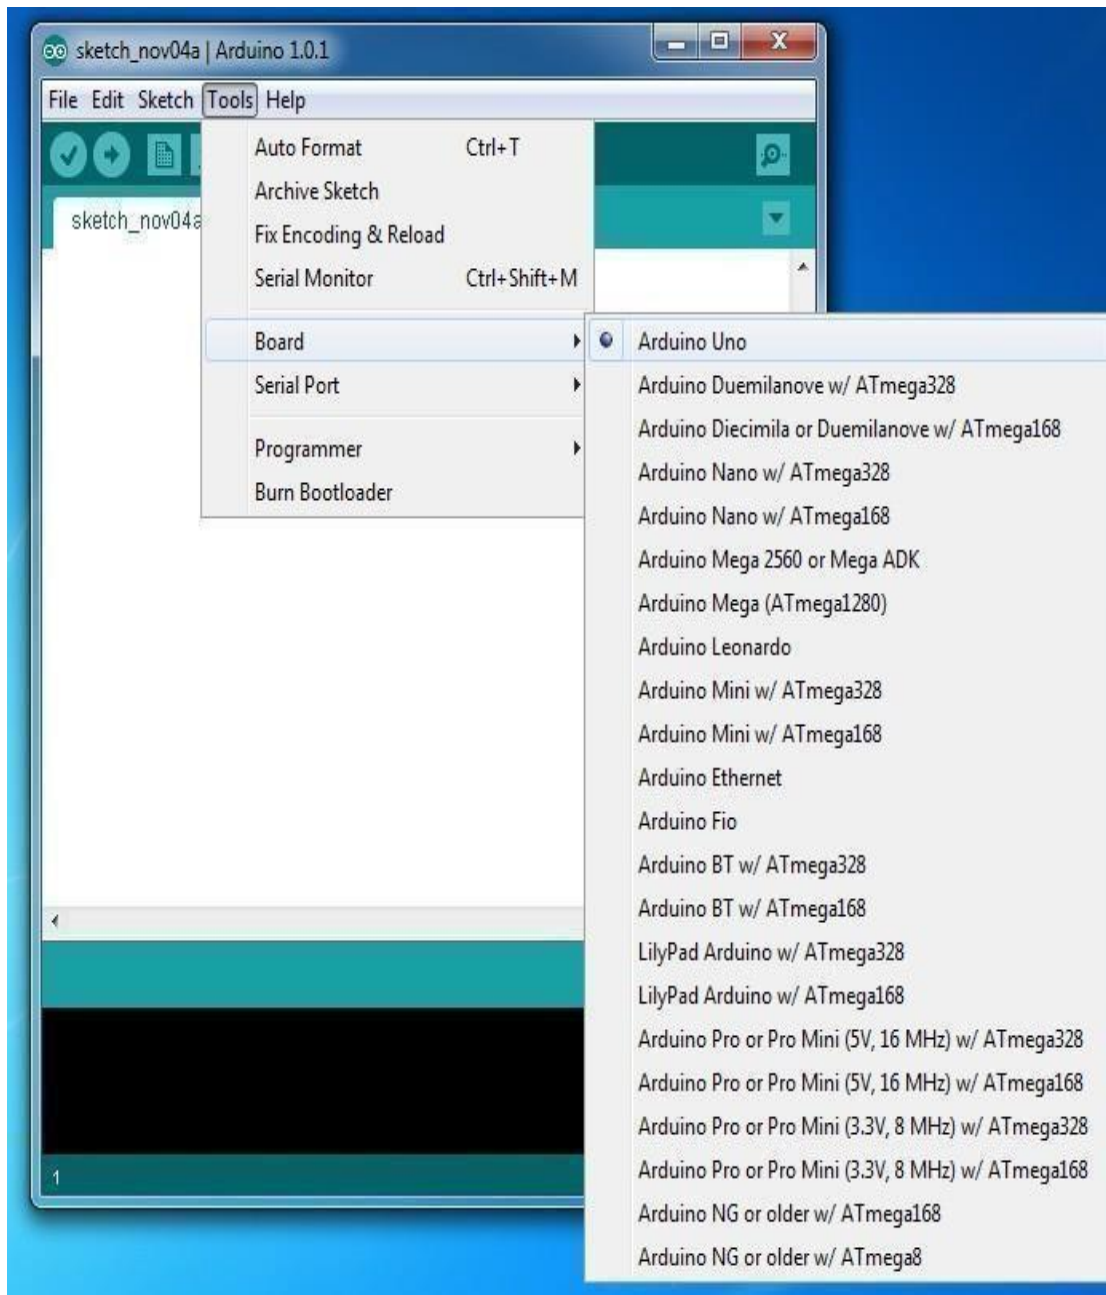 sketch_nov04a | Arduino 1.0.1
File Edit Sketch Tools Help
Auto Format Ctrl+T
Archive Sketch
sketch_nov04a
Fix Encoding & Reload
Serial Monitor Ctrl+Shift+M
Board
Serial Port
Programmer
Burn Bootloader
Arduino Uno
Arduino Duemilanove w/ ATmega328
Arduino Diecimila or Duemilanove w/ ATmega168
Arduino Nano w/ ATmega328
Arduino Nano w/ ATmega168
Arduino Mega 2560 or Mega ADK
Arduino Mega (ATmega1280)
Arduino Leonardo
Arduino Mini w/ ATmega328
Arduino Mini w/ ATmega168
Arduino Ethernet
Arduino Fio
Arduino BT w/ ATmega328
Arduino BT w/ ATmega168
LilyPad Arduino w/ ATmega328
LilyPad Arduino w/ ATmega168
Arduino Pro or Pro Mini (5V, 16 MHz) w/ ATmega328
Arduino Pro or Pro Mini (5V, 16 MHz) w/ ATmega168
Arduino Pro or Pro Mini (3.3V, 8 MHz) w/ ATmega328
Arduino Pro or Pro Mini (3.3V, 8 MHz) w/ ATmega168
Arduino NG or older w/ ATmega168
Arduino NG or older w/ ATmega8
1